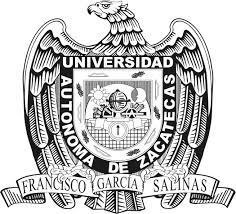 UNIVERSIDAD
AUTONOMA DE ZACATECAS
FRANCISCO GARCIA SALINAS